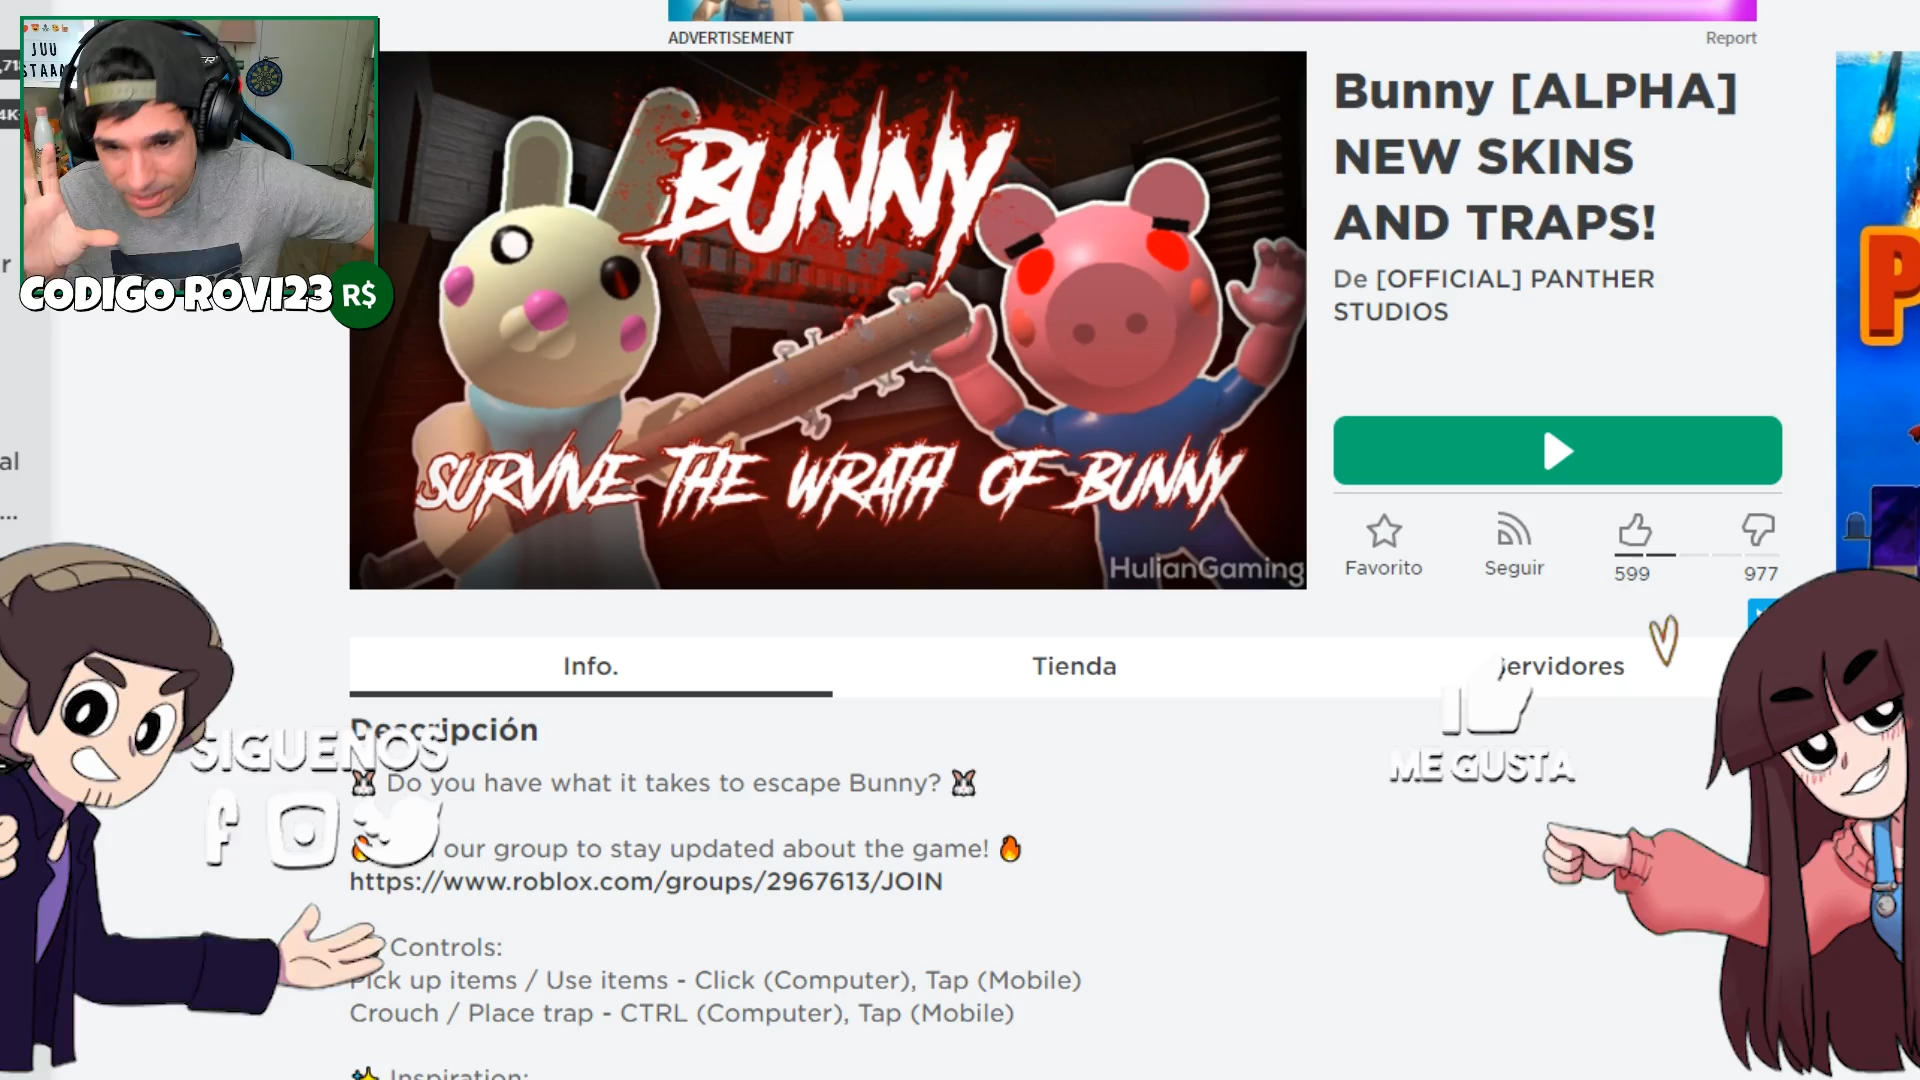 JUU
STAAA
ADVERTISEMENT
Report
BUNNY
SURVIVE THE WRATH OF BUNNY
HulianGaming
CODIGO ROVI23 R$
Bunny [ALPHA]
NEW SKINS
AND TRAPS!
De [OFFICIAL] PANTHER
STUDIOS
Favorito
Seguir
599
977
Info.
Tienda
Servidores
Descripción
SIGUENOS
ME GUSTA
Do you have what it takes to escape Bunny?
our group to stay updated about the game!
https://www.roblox.com/groups/2967613/JOIN
Controls:
Pick up items / Use items - Click (Computer), Tap (Mobile)
Crouch / Place trap - CTRL (Computer), Tap (Mobile)
Inspiration: